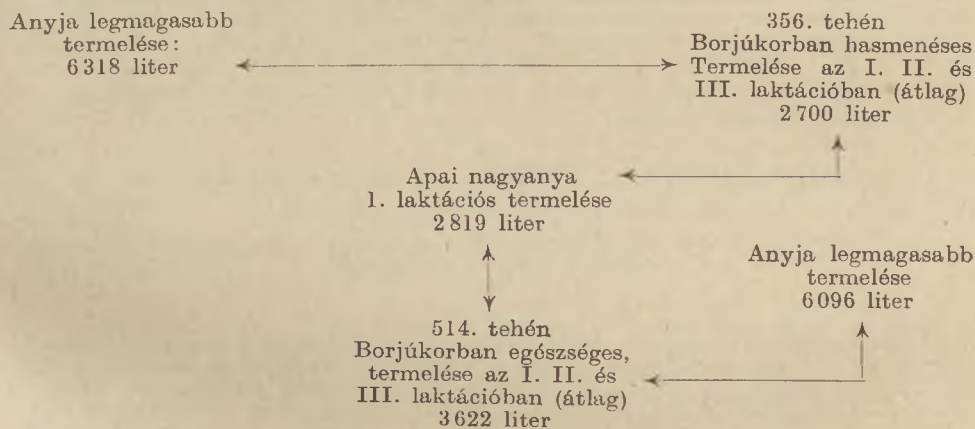 Anyja legmagasabb
termelése:
6 318 liter
356. tehén
Borjúkorban hasmenéses
Termelése az I. II. és
III. laktációban (átlag)
2 700 liter
Apai nagyanya
1. laktációs termelése
2 819 liter
Anyja legmagasabb
termelése
6 096 liter
514. tehén
Borjúkorban egészséges,
termelése az I. II. és
III. laktációban (átlag)
3 622 liter